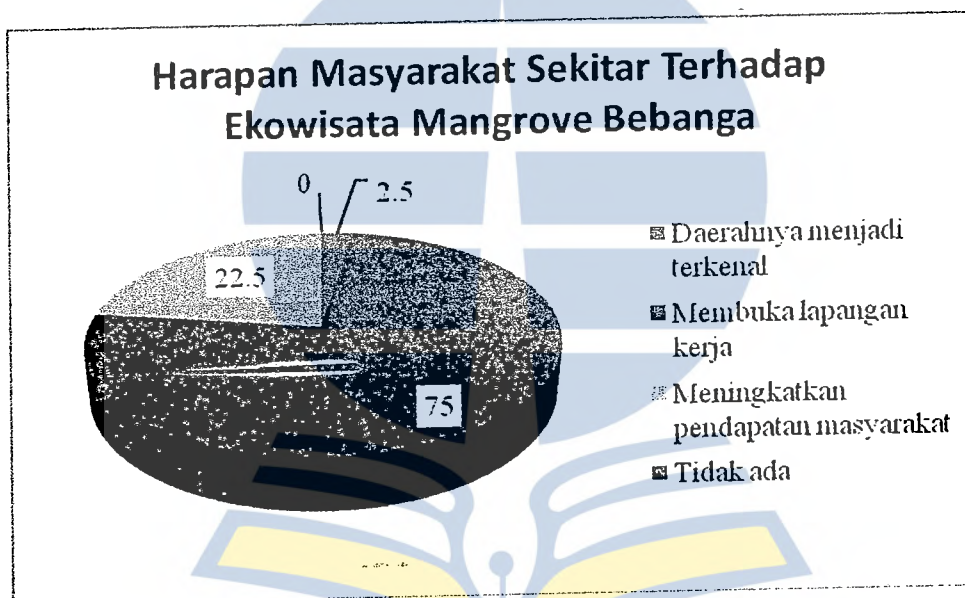 Harapan Masyarakat Sekitar Terhadap
Ekowisata Mangrove Bebanga
0
2.5
22.5
75
Daerahnya menjadi
terkenal
Membuka lapangan
kerja
Meningkatkan
pendapatan masyarakat
Tidak ada